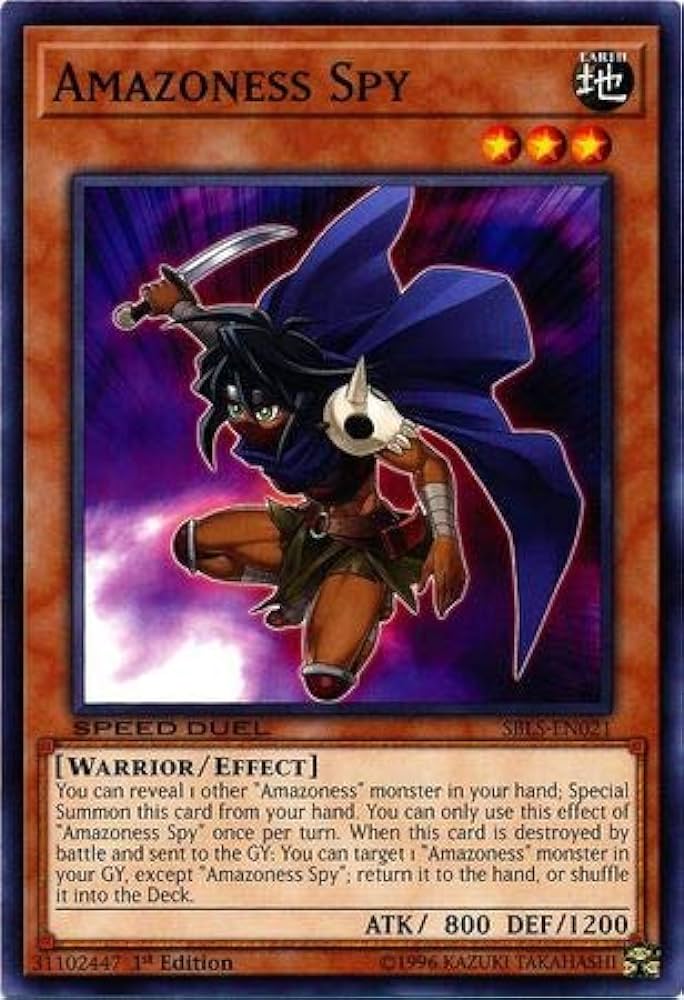 AMAZONESS SPY
EARTH
地
SPEED DUEL
SBLS-EN021
[WARRIOR/EFFECT]
You can reveal 1 other "Amazoness" monster in your hand; Special
Summon this card from your hand. You can only use this effect of
"Amazoness Spy" once per turn. When this card is destroyed by
battle and sent to the GY: You can target 1 "Amazoness" monster in
your GY, except "Amazoness Spy"; return it to the hand, or shuffle
it into the Deck.
ATK/ 800 DEF/1200
31102447 1st Edition
©1996 KAZUKI TAKAHASHI